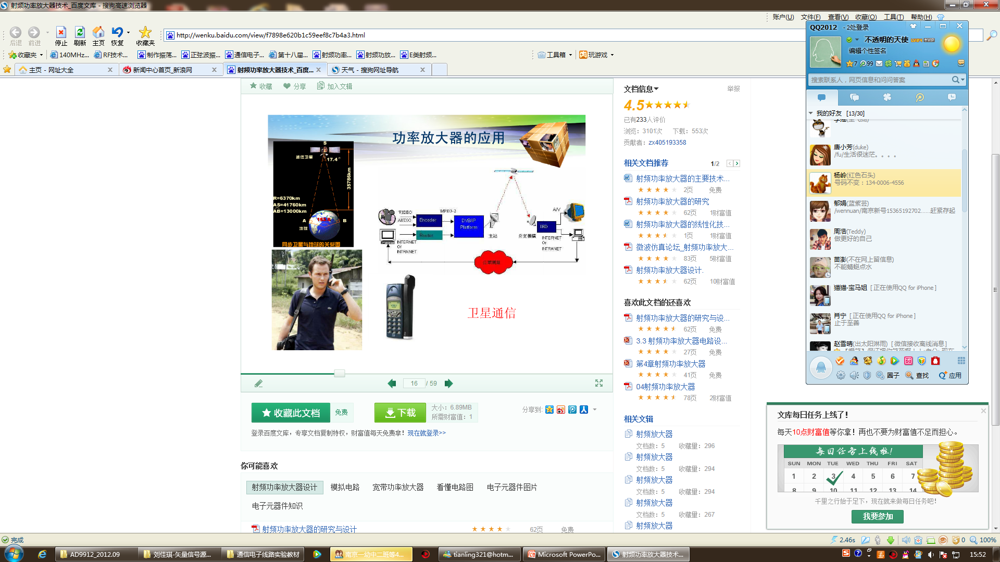 射频功率放大器技术_百度文库 - 搜狗高速浏览器
账户(U) 文件(F) 查看(V) 收藏(O) 工具(T) 帮助(H)
后退 前进 停止 刷新 主页 恢复 收藏夹
http://wenku.baidu.com/view/f7898e620b1c59eef8c7b4a3.html
收藏夹 140MHz... RF技术... 制作振荡... 正弦波振... 通信电子... 第十八届... 射频功率... 射频功放... E类射频... 工具箱 玩游戏
主页 - 网址大全 新闻中心首页_新浪网 射频功率放大器技术_百度... 天气 - 搜狗网址导航
收藏 分享 加入文辑
功率放大器的应用
S
通信卫星
17.4°
35786km
R=6370km
AS=41760km
AB=13000km
A B
地球
同步卫星与地球的关系图
VIDEO
AUDIO
MPEG-2
Encoder
Router
DVB/IP
Platform
主站
IRD
A/V
INTERNET
Or
INTRANET
INTERNET
Or
INTRANET
卫星通信
16 / 59
收藏此文档 免费
下载
大小：6.89MB
所需财富值：1
分享到:
登录百度文库，专享文档复制特权，财富值每天免费拿！现在就登录>>
你可能喜欢
射频功率放大器设计 模拟电路 宽带功率放大器 看懂电路图 电子元器件图片
电子元器件知识
射频功率放大器的研究与设计 62页 免费
文档信息 举报
4.5
已有233人评价
浏览：3101次 下载：553次
贡献者：zx405193358
相关文档推荐 1/2
射频功率放大器的主要技术...
2页 免费
射频功率放大器的研究
62页 1财富值
射频功率放大器的线性化技...
1页 1财富值
微波仿真论坛_射频功率放大...
83页 5财富值
射频功率放大器设计.
62页 10财富值
喜欢此文档的还喜欢
射频功率放大器的研究与设...
62页 免费
3.3 射频功率放大器电路设...
27页 免费
第4章射频功率放大器
41页 免费
04射频功率放大器
78页 2财富值
相关文辑
射频放大器
文档数：5 收藏量：296
射频放大器
文档数：5 收藏量：294
射频放大器
文档数：5 收藏量：294
射频放大器
文档数：5 收藏量：267
射频放大器
QQ2012 - 2处登录
不透明的天使 LV24 VIP
编辑个性签名
7 99
搜索联系人，网页信息和问问答案
我的好友 [13/30]
唐小芳(duke)
/fu/生活很迷茫。。。。
杨岭(红色石头)
号码不变：134-0006-4556
郁娟(蓝紫芸)
/wennuan/南京新号15365192702......赶紧存起
周浩(Teddy)
做更好的自己
苗澎(不在网上留信息)
不能蜻蜓点水
猫猫-宝马姐 [正在使用QQ for iPhone]
肖宁 [正在使用QQ for iPhone]
止于至善
赵雪晴(出太阳淋雨) [微信接收离线消息]
圈子 查找 应用
文库每日任务上线了！
每天10点财富值等你拿！再也不要为财富值不足而担心。
每日任务上线啦！
SUN MON TUE WED THU FRI SAT
1 2 3 4 5 6 7
8 9 10 11 12 13 14
千里之行始于足下，现在就来做每日任务吧！
我要参加
完成 2.46s 0 100%
AD9912_2012.09 刘佳琪-矢量信号源... 通信电子线路实验教材 南京一幼中二班等4... tianling321@hotm... Microsoft PowerPo... 射频功率放大器技术... 15:52